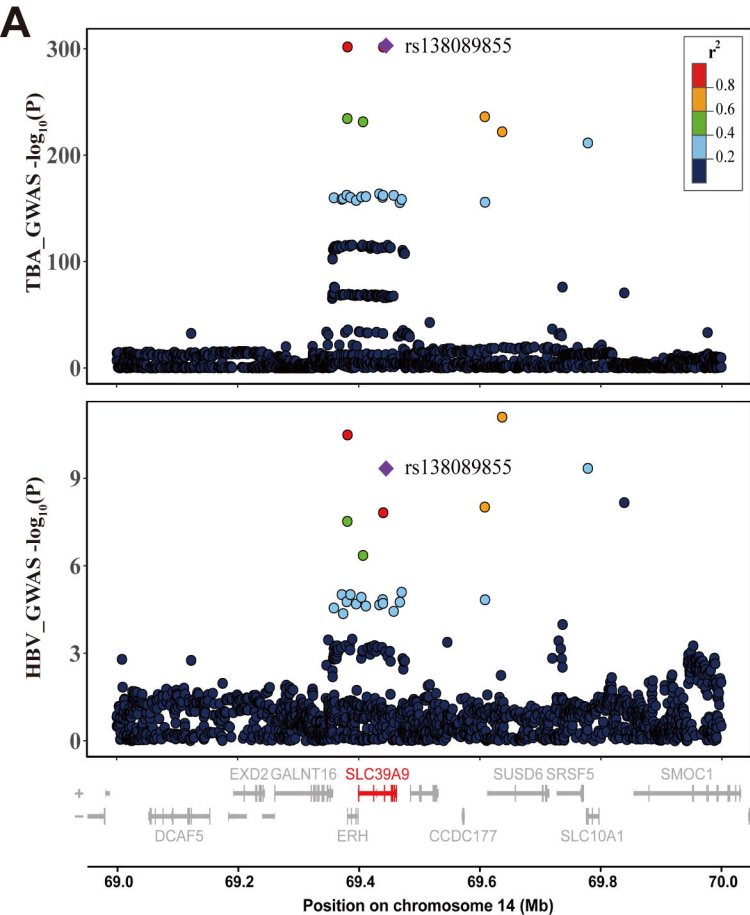 A
TBA_GWAS -log10(P)
300
200
100
0
rs138089855
r2
0.8
0.6
0.4
0.2
HBV_GWAS -log10(P)
9
6
3
0
rs138089855
EXD2 GALNT16 SLC39A9 SUSD6 SRSF5 SMOC1
+
−
DCAF5 ERH CCDC177 SLC10A1
69.0 69.2 69.4 69.6 69.8 70.0
Position on chromosome 14 (Mb)